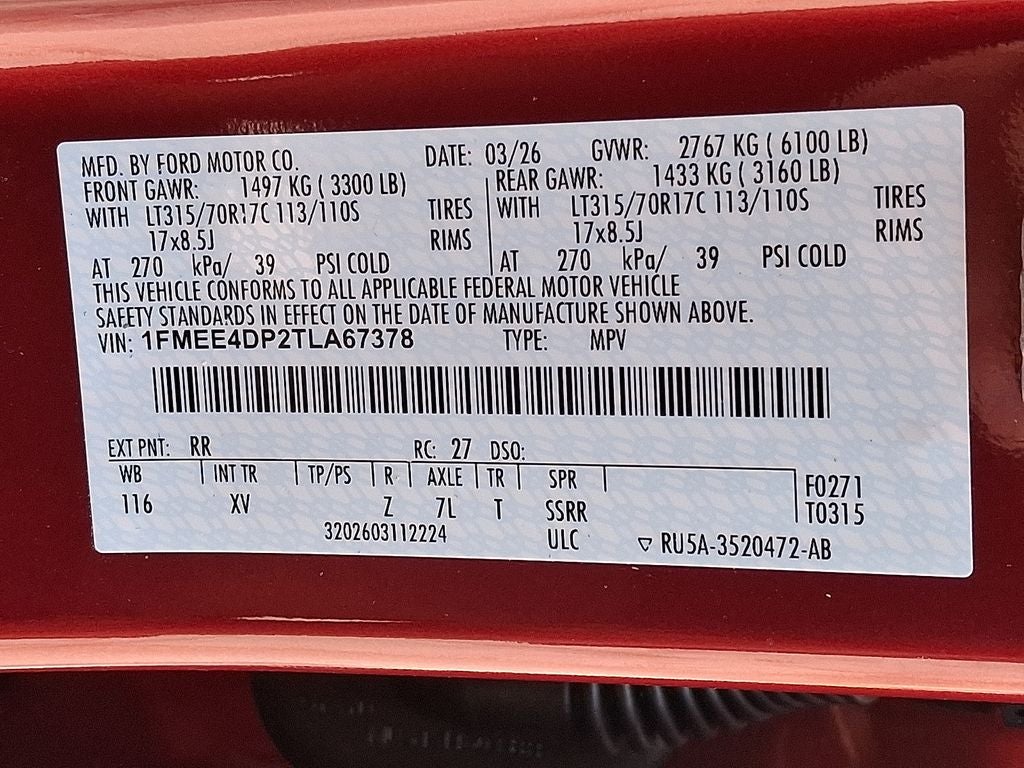 MFD. BY FORD MOTOR CO. DATE: 03/26 GVWR: 2767 KG ( 6100 LB)
FRONT GAWR: 1497 KG ( 3300 LB) REAR GAWR: 1433 KG ( 3160 LB)
WITH LT315/70R17C 113/110S TIRES WITH LT315/70R17C 113/110S TIRES
17x8.5J RIMS 17x8.5J RIMS
AT 270 kPa/ 39 PSI COLD AT 270 kPa/ 39 PSI COLD
THIS VEHICLE CONFORMS TO ALL APPLICABLE FEDERAL MOTOR VEHICLE
SAFETY STANDARDS IN EFFECT ON THE DATE OF MANUFACTURE SHOWN ABOVE.
VIN: 1FMEE4DP2TLA67378 TYPE: MPV
EXT PNT: RR RC: 27 DSO:
WB INT TR TP/PS R AXLE TR SPR F0271
116 XV Z 7L T SSRR T0315
3202603112224 ULC ▽ RU5A-3520472-AB